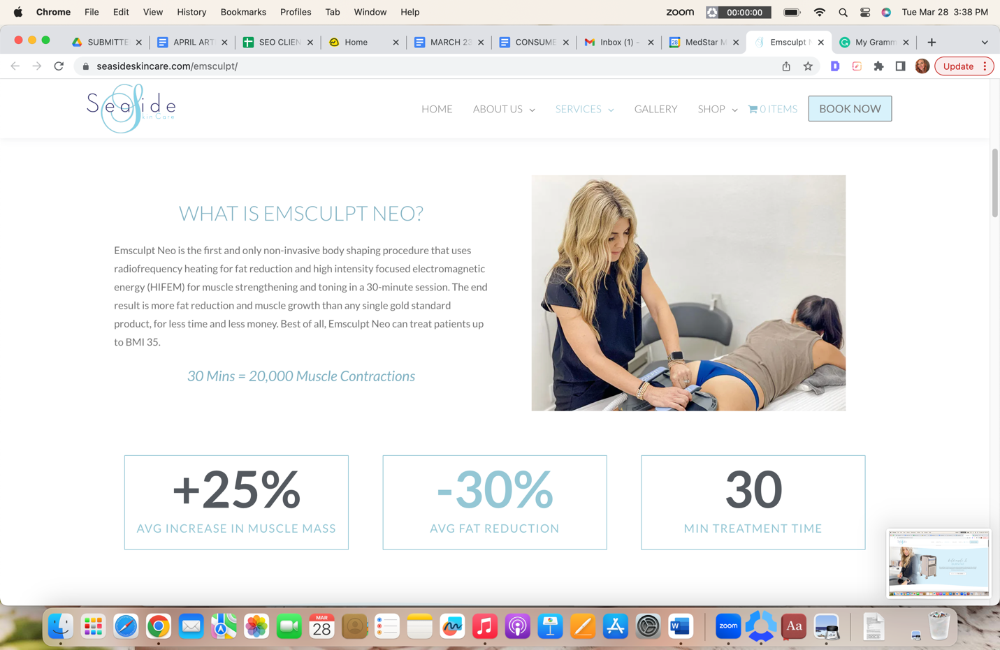 Chrome File Edit View History Bookmarks Profiles Tab Window Help zoom 00:00:00 Tue Mar 28 3:38 PM
SUBMITTE APRIL ART SEO CLIEN Home MARCH 23 CONSUME Inbox (1) - MedStar M Emsculpt N My Gramm
seasideskincare.com/emsculpt/ Update
Seaside
Skin Care
HOME ABOUT US SERVICES GALLERY SHOP 0 ITEMS BOOK NOW
WHAT IS EMSCULPT NEO?
Emsculpt Neo is the first and only non-invasive body shaping procedure that uses
radiofrequency heating for fat reduction and high intensity focused electromagnetic
energy (HIFEM) for muscle strengthening and toning in a 30-minute session. The end
result is more fat reduction and muscle growth than any single gold standard
product, for less time and less money. Best of all, Emsculpt Neo can treat patients up
to BMI 35.
30 Mins = 20,000 Muscle Contractions
+25%
AVG INCREASE IN MUSCLE MASS
-30%
AVG FAT REDUCTION
30
MIN TREATMENT TIME
MAR
28
zoom
Aa
W